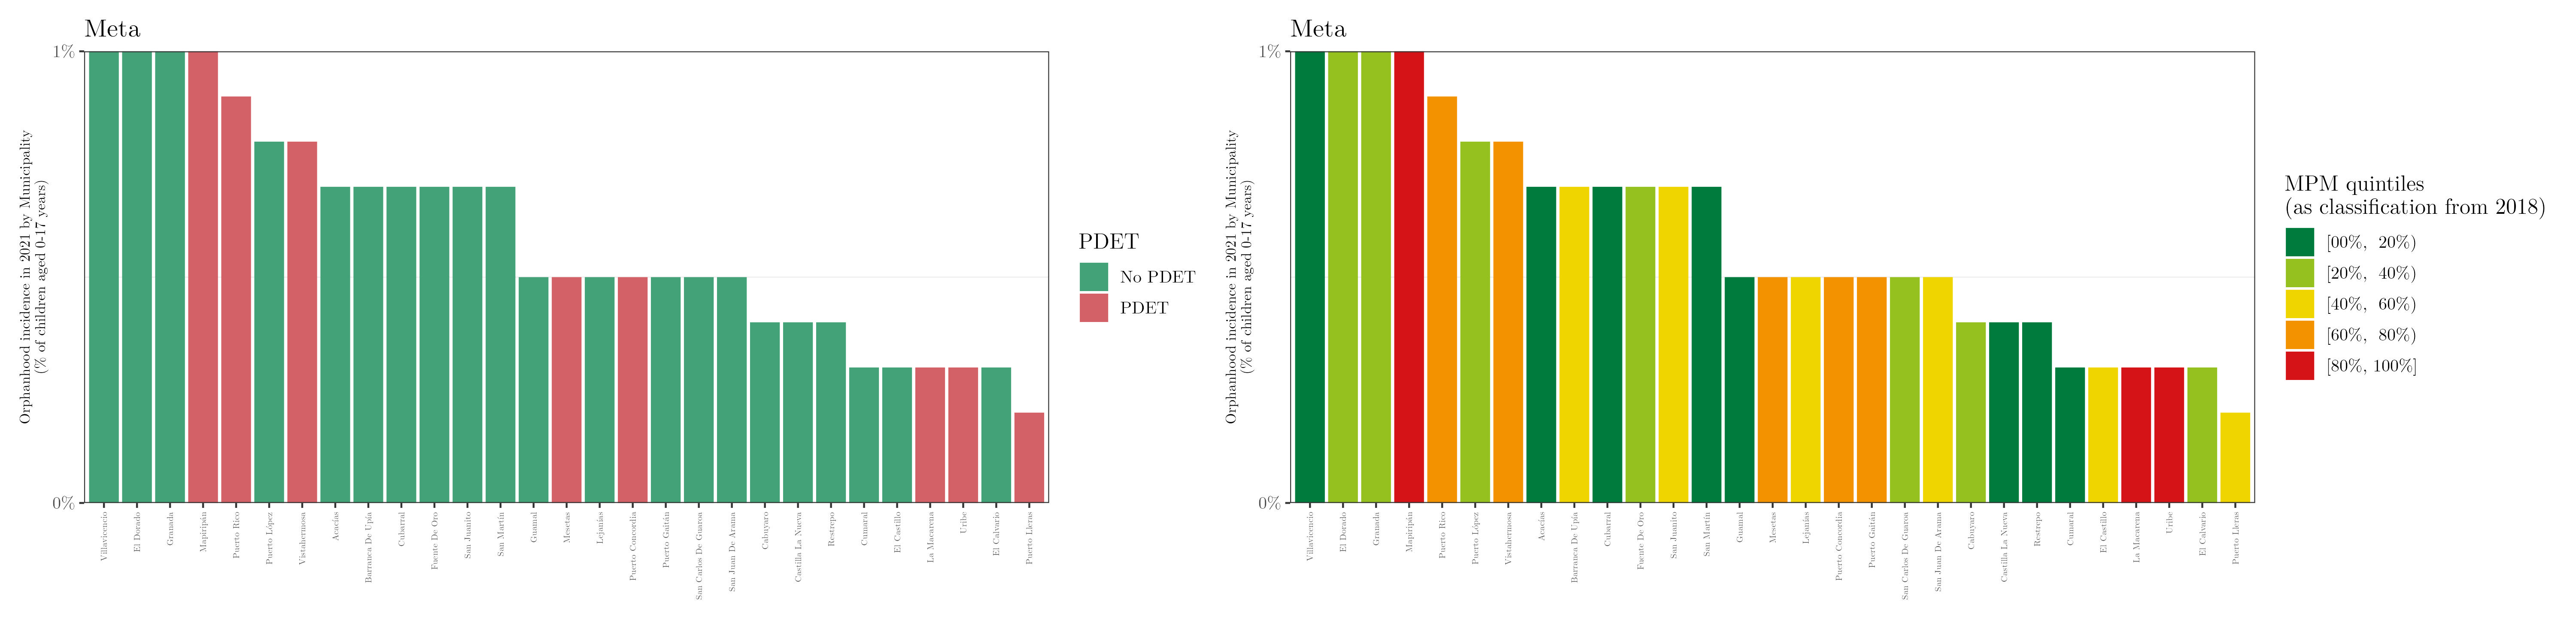 Meta
1%
0%
Orphanhood incidence in 2021 by Municipality
(% of children aged 0-17 years)
Villavicencio
El Dorado
Granada
Mapiripán
Puerto Rico
Puerto López
Vistahermosa
Acacías
Barranca De Upía
Cubarral
Fuente De Oro
San Juanito
San Martín
Guamal
Mesetas
Lejanías
Puerto Concordia
Puerto Gaitán
San Carlos De Guaroa
San Juan De Arama
Cabuyaro
Castilla La Nueva
Restrepo
Cumaral
El Castillo
La Macarena
Uribe
El Calvario
Puerto Lleras
PDET
No PDET
PDET
Meta
1%
0%
Orphanhood incidence in 2021 by Municipality
(% of children aged 0-17 years)
Villavicencio
El Dorado
Granada
Mapiripán
Puerto Rico
Puerto López
Vistahermosa
Acacías
Barranca De Upía
Cubarral
Fuente De Oro
San Juanito
San Martín
Guamal
Mesetas
Lejanías
Puerto Concordia
Puerto Gaitán
San Carlos De Guaroa
San Juan De Arama
Cabuyaro
Castilla La Nueva
Restrepo
Cumaral
El Castillo
La Macarena
Uribe
El Calvario
Puerto Lleras
MPM quintiles
(as classification from 2018)
[00%, 20%)
[20%, 40%)
[40%, 60%)
[60%, 80%)
[80%, 100%]